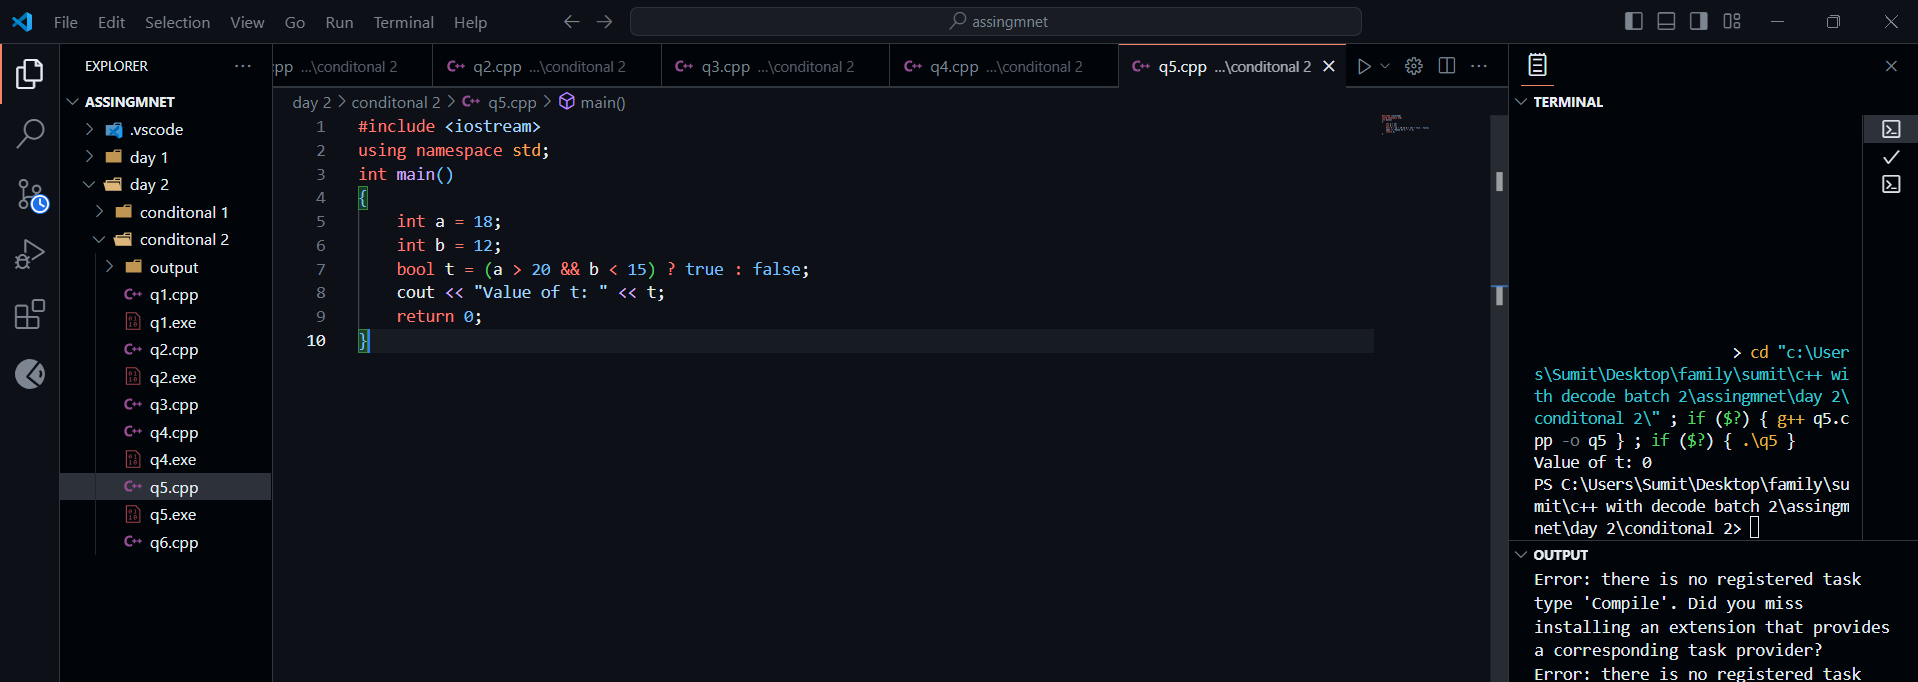 File Edit Selection View Go Run Terminal Help
assingmnet
EXPLORER
ASSINGMNET
.vscode
day 1
day 2
conditonal 1
conditonal 2
output
q1.cpp
q1.exe
q2.cpp
q2.exe
q3.cpp
q4.cpp
q4.exe
q5.cpp
q5.exe
q6.cpp
pp ...\conditonal 2
q2.cpp ...\conditonal 2
q3.cpp ...\conditonal 2
q4.cpp ...\conditonal 2
q5.cpp ...\conditonal 2
day 2 > conditonal 2 > q5.cpp > main()
1 #include <iostream>
2 using namespace std;
3 int main()
4 {
5 int a = 18;
6 int b = 12;
7 bool t = (a > 20 && b < 15) ? true : false;
8 cout << "Value of t: " << t;
9 return 0;
10 }
TERMINAL
> cd "c:\User
s\Sumit\Desktop\family\sumit\c++ wi
th decode batch 2\assingmnet\day 2\
conditonal 2\" ; if ($?) { g++ q5.c
pp -o q5 } ; if ($?) { .\q5 }
Value of t: 0
PS C:\Users\Sumit\Desktop\family\su
mit\c++ with decode batch 2\assingm
net\day 2\conditonal 2>
OUTPUT
Error: there is no registered task
type 'Compile'. Did you miss
installing an extension that provides
a corresponding task provider?
Error: there is no registered task